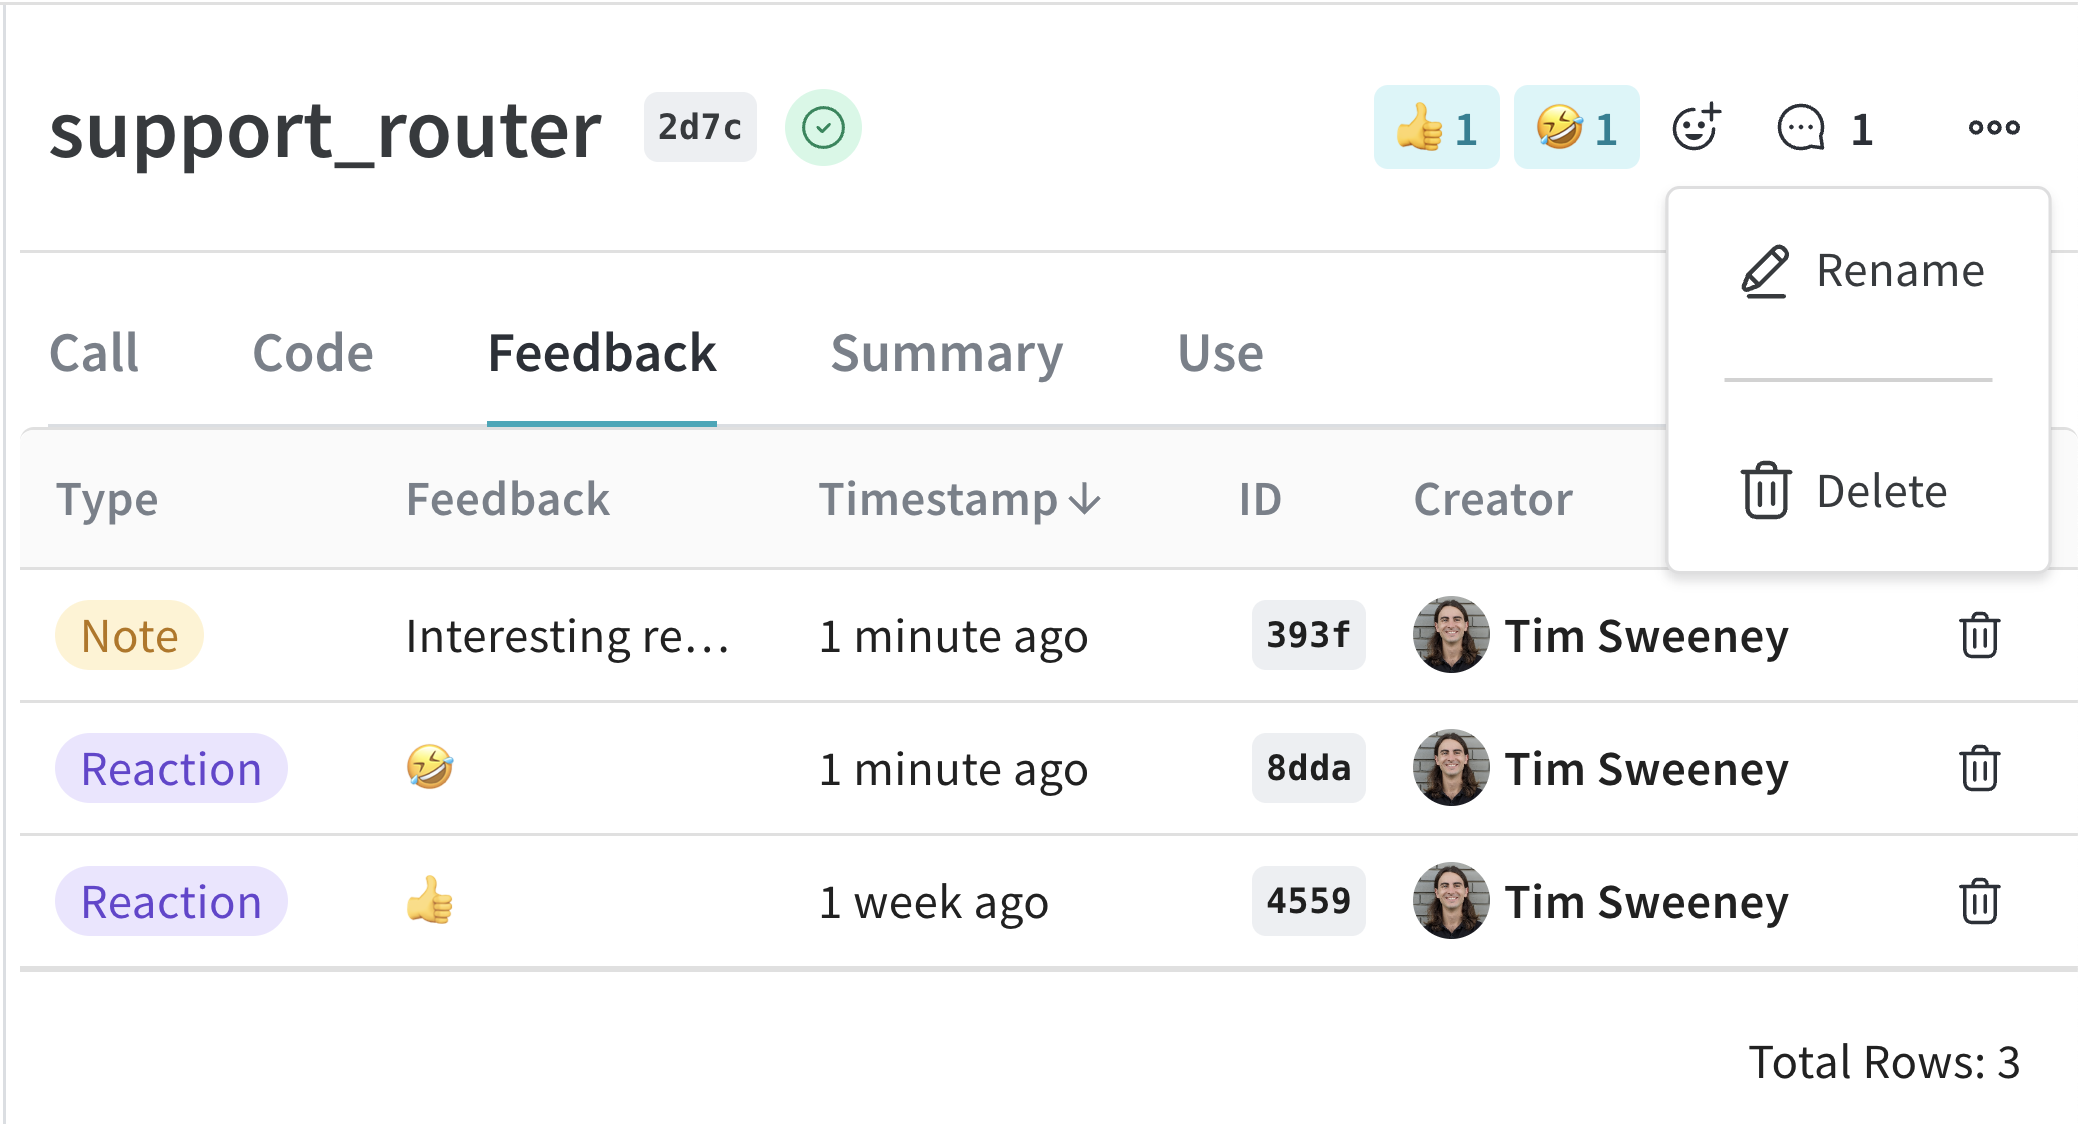 support_router 2d7c 👍 1 🤣 1 1
Rename
Call Code Feedback Summary Use
Delete
Type Feedback Timestamp ID Creator
Note Interesting re... 1 minute ago 393f Tim Sweeney
Reaction 🤣 1 minute ago 8dda Tim Sweeney
Reaction 👍 1 week ago 4559 Tim Sweeney
Total Rows: 3